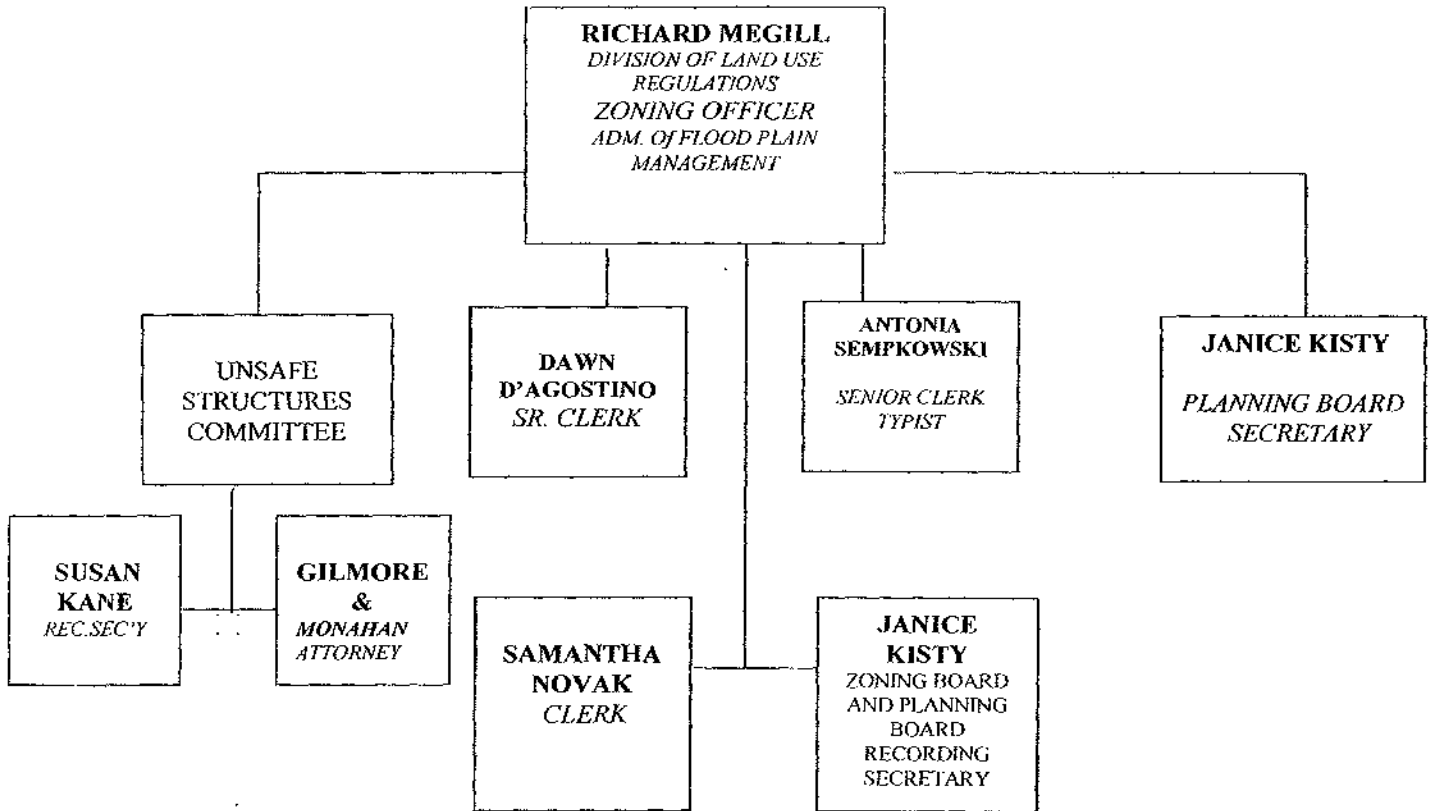 RICHARD MEGILL
DIVISION OF LAND USE
REGULATIONS
ZONING OFFICER
ADM. Of FLOOD PLAIN
MANAGEMENT
UNSAFE
STRUCTURES
COMMITTEE
DAWN
D'AGOSTINO
SR. CLERK
ANTONIA
SEMPKOWSKI
SENIOR CLERK
TYPIST
JANICE KISTY
PLANNING BOARD
SECRETARY
SUSAN
KANE
REC.SEC'Y
GILMORE
&
MONAHAN
ATTORNEY
SAMANTHA
NOVAK
CLERK
JANICE
KISTY
ZONING BOARD
AND PLANNING
BOARD
RECORDING
SECRETARY